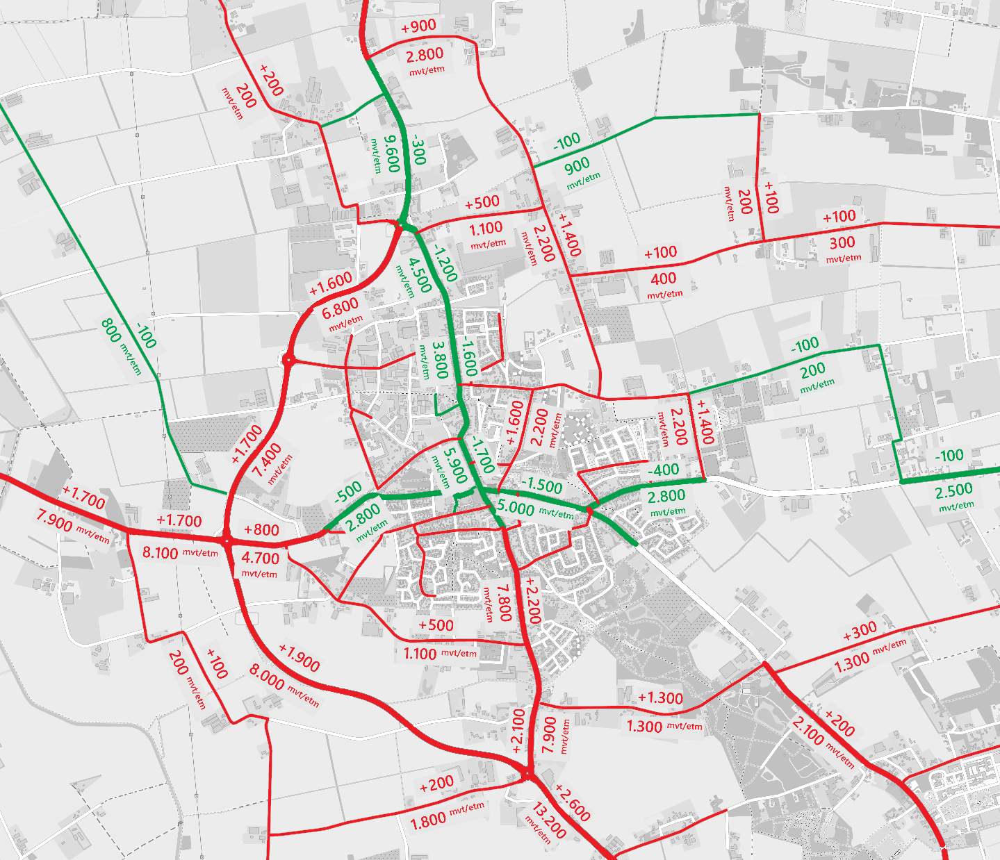 +900
2.800
mvt/etm
+200
200
mvt/etm
-300
9.600
mvt/etm
-100
900
mvt/etm
+100
200
mvt/etm
+500
1.100
mvt/etm
+1.400
2.200
mvt/etm
+100
300
mvt/etm
+100
400
mvt/etm
-1.200
4.500
mvt/etm
+1.600
6.800
mvt/etm
-100
800 mvt/etm
-1.600
3.800
mvt/etm
-100
200
mvt/etm
+1.600
2.200
mvt/etm
+1.400
2.200
mvt/etm
+1.700
7.400
mvt/etm
-1.700
5.900
mvt/etm
-400
2.800
mvt/etm
-100
2.500
mvt/etm
-500
2.800
mvt/etm
-1.500
5.000 mvt/etm
+1.700
7.900 mvt/etm
+1.700
8.100 mvt/etm
+800
4.700
mvt/etm
+2.200
7.800
mvt/etm
+500
1.100 mvt/etm
+300
1.300 mvt/etm
+100
200 mvt/etm
+1.900
8.000 mvt/etm
+1.300
1.300 mvt/etm
+2.100
7.900
mvt/etm
+200
2.100 mvt/etm
+200
1.800 mvt/etm
+2.600
13.200
mvt/etm